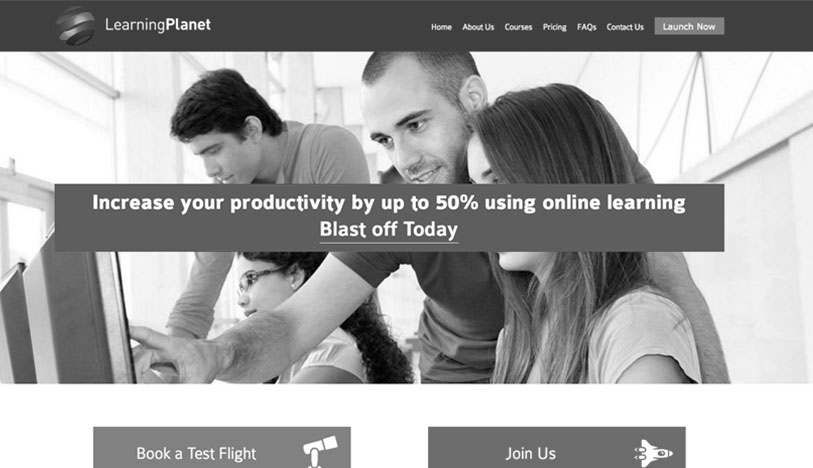 LearningPlanet
Home About Us Courses Pricing FAQs Contact Us Launch Now
Increase your productivity by up to 50% using online learning
Blast off Today
Book a Test Flight
Join Us